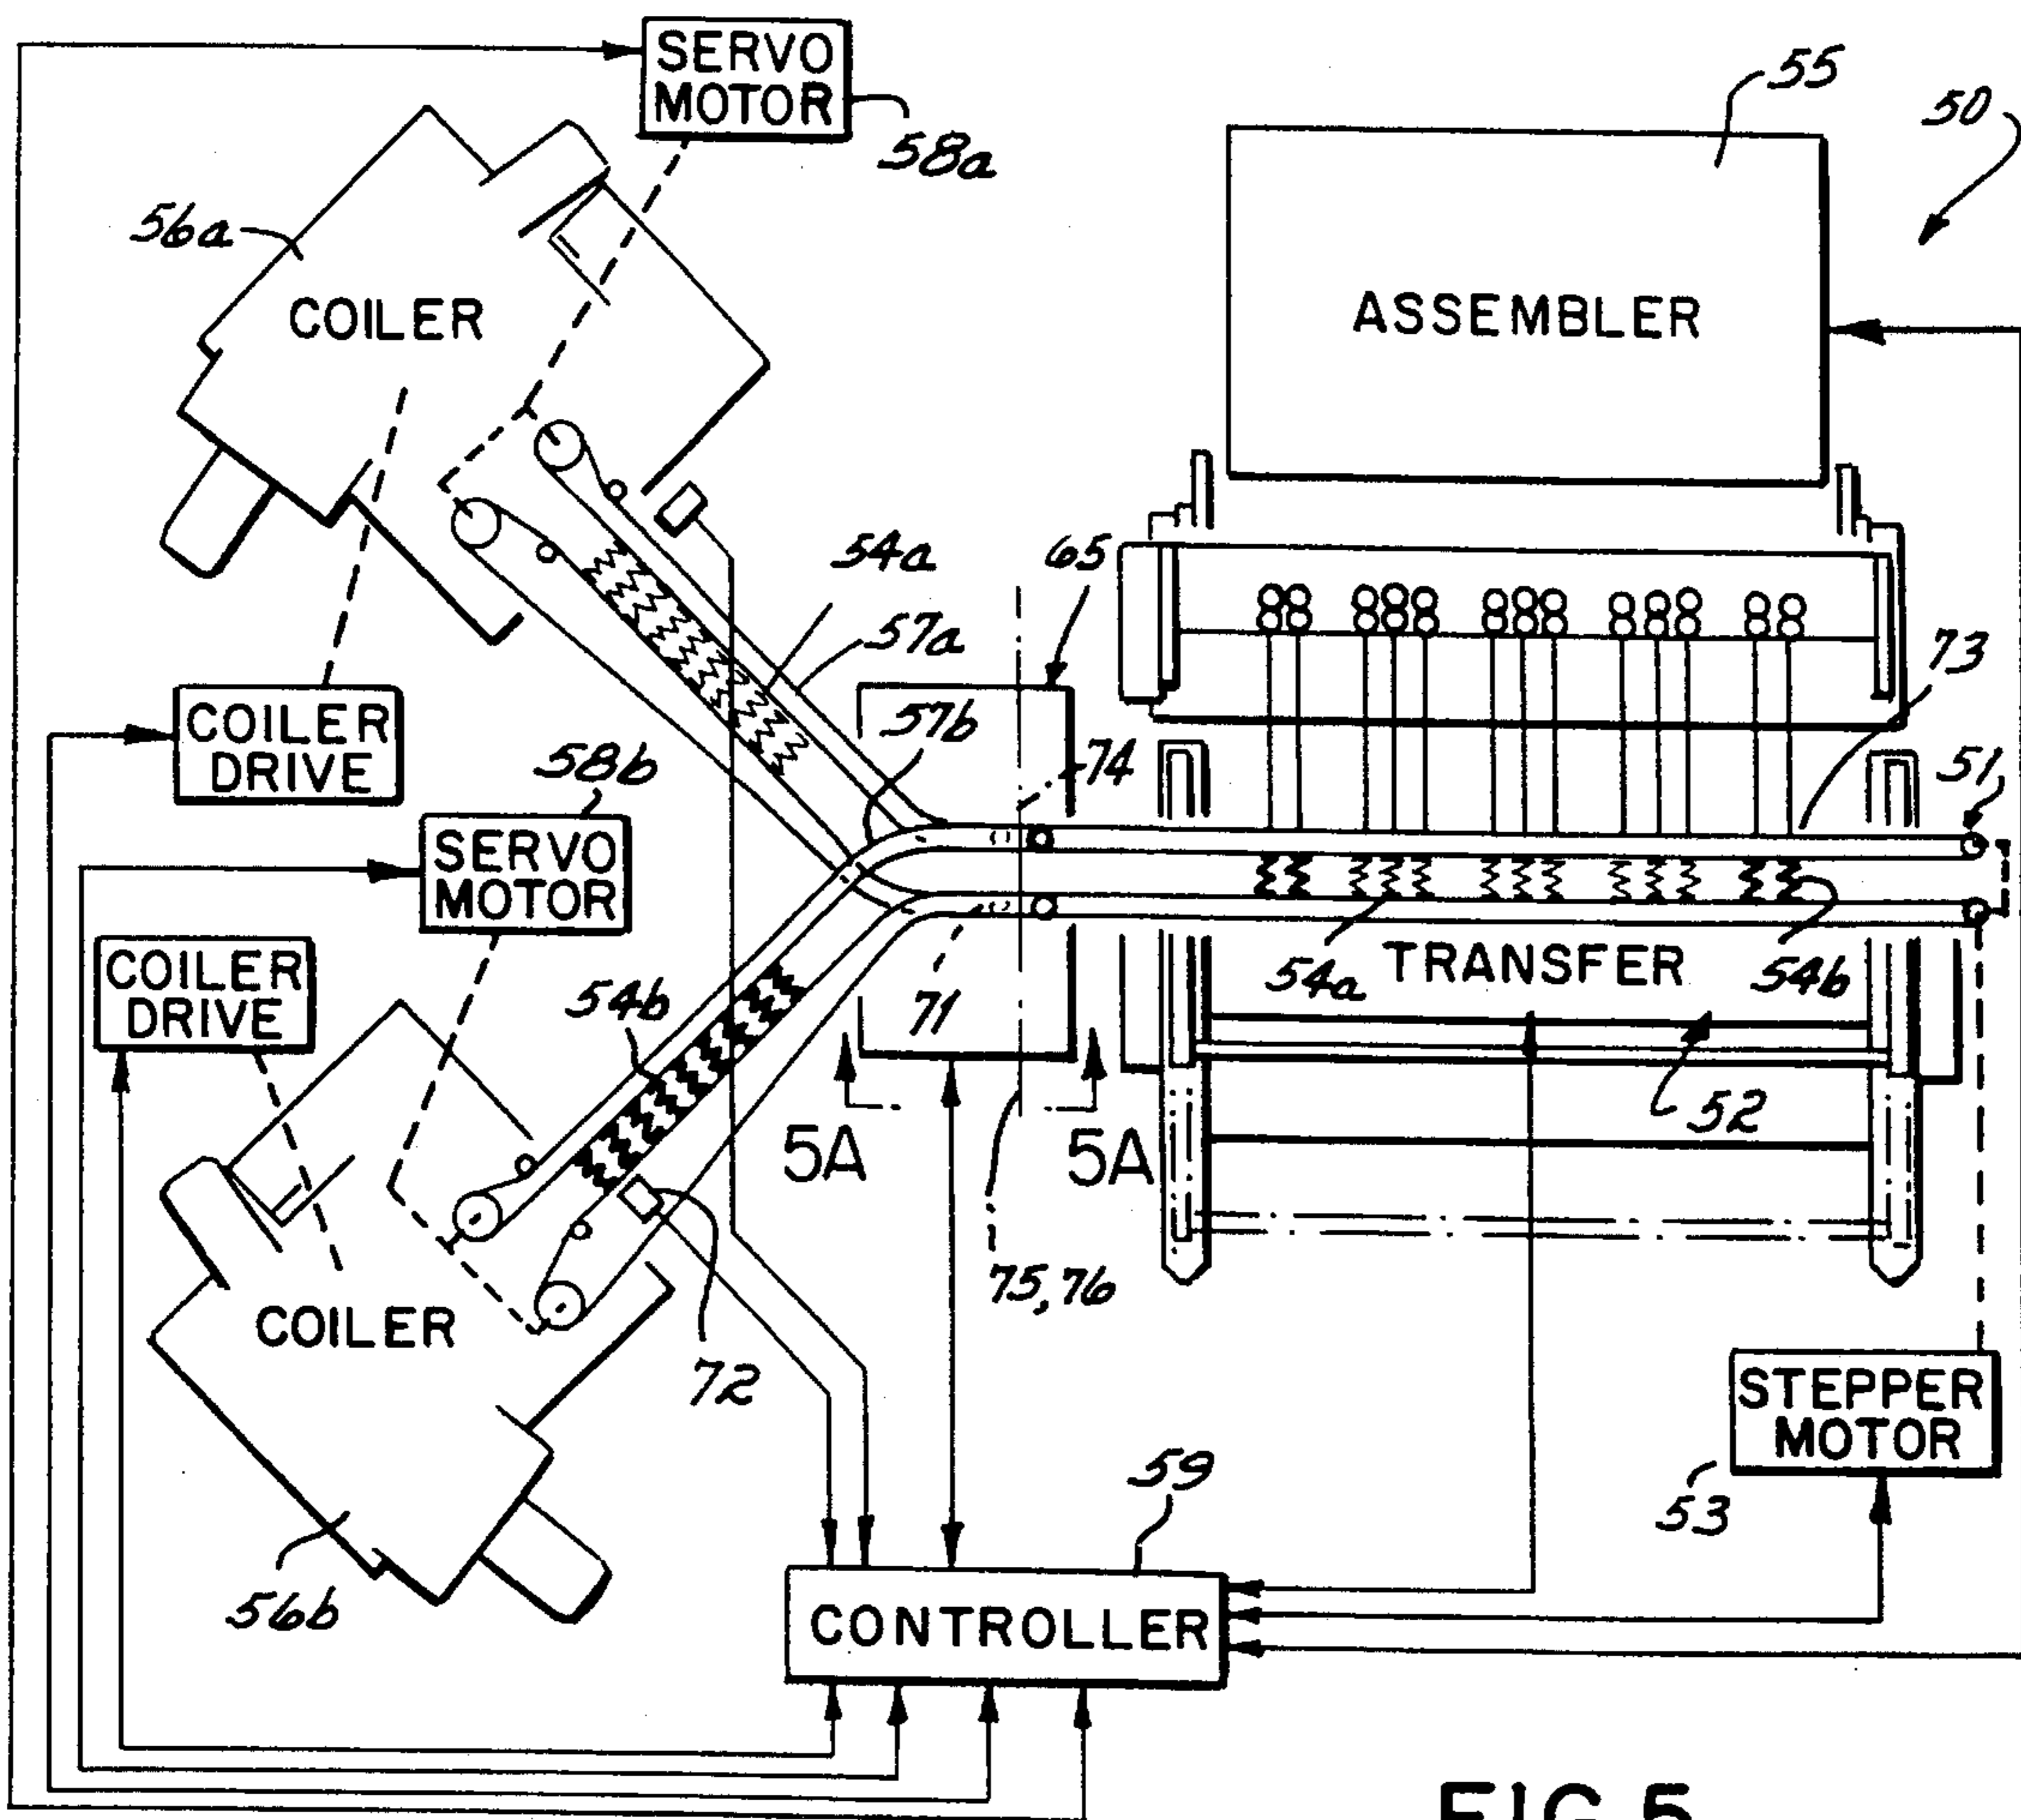 SERVO
MOTOR
58a
55
50
56a
COILER
ASSEMBLER
54a
65
57a
73
COILER
DRIVE
57b
74
51
58b
SERVO
MOTOR
COILER
DRIVE
54b
71
54a
TRANSFER
54b
52
5A
5A
75,76
COILER
72
STEPPER
MOTOR
53
59
56b
CONTROLLER
FIG.5